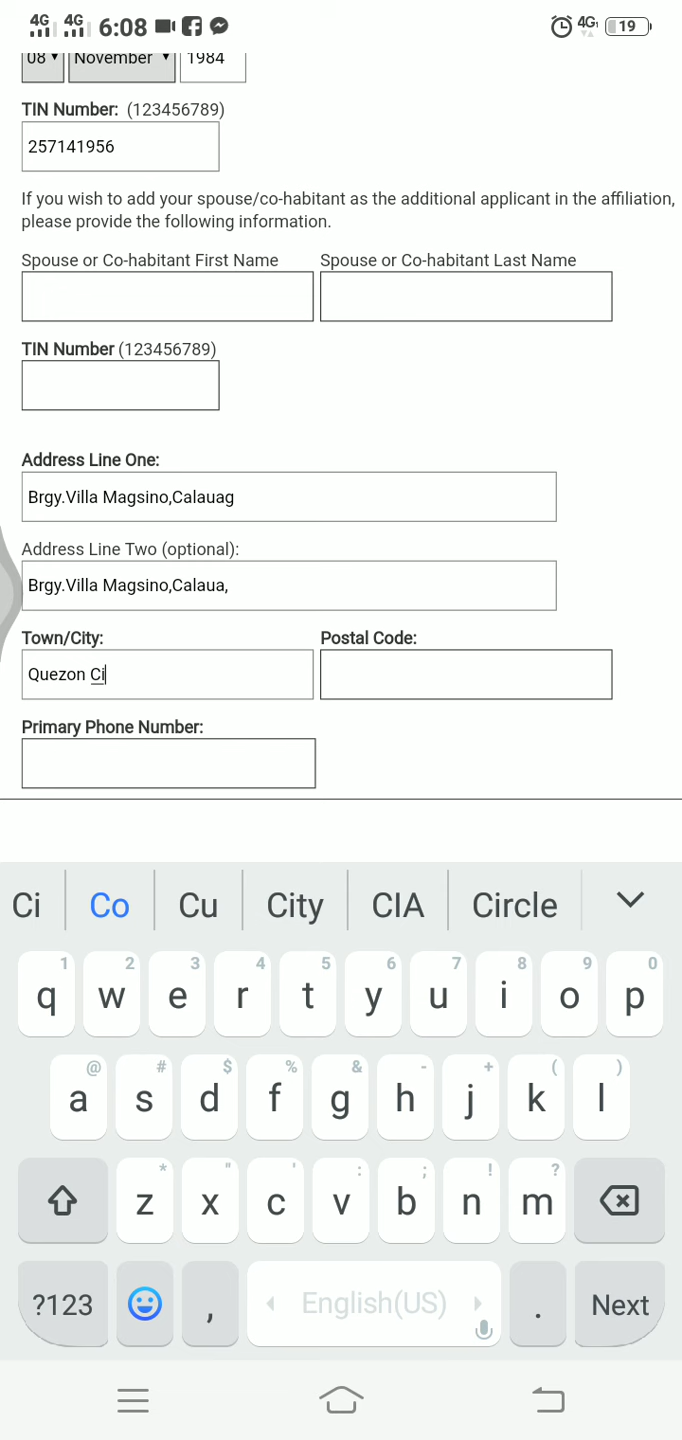 4G 4G 6:08 4G 19
08 November 1984
TIN Number: (123456789)
257141956
If you wish to add your spouse/co-habitant as the additional applicant in the affiliation,
please provide the following information.
Spouse or Co-habitant First Name Spouse or Co-habitant Last Name
TIN Number (123456789)
Address Line One:
Brgy.Villa Magsino,Calauag
Address Line Two (optional):
Brgy.Villa Magsino,Calaua,
Town/City: Postal Code:
Quezon Ci
Primary Phone Number:
Ci Co Cu City CIA Circle
1 2 3 4 5 6 7 8 9 0
q w e r t y u i o p
@ # $ % & - + ( )
a s d f g h j k l
* " ' : ; ! ?
z x c v b n m
?123 , English(US) . Next